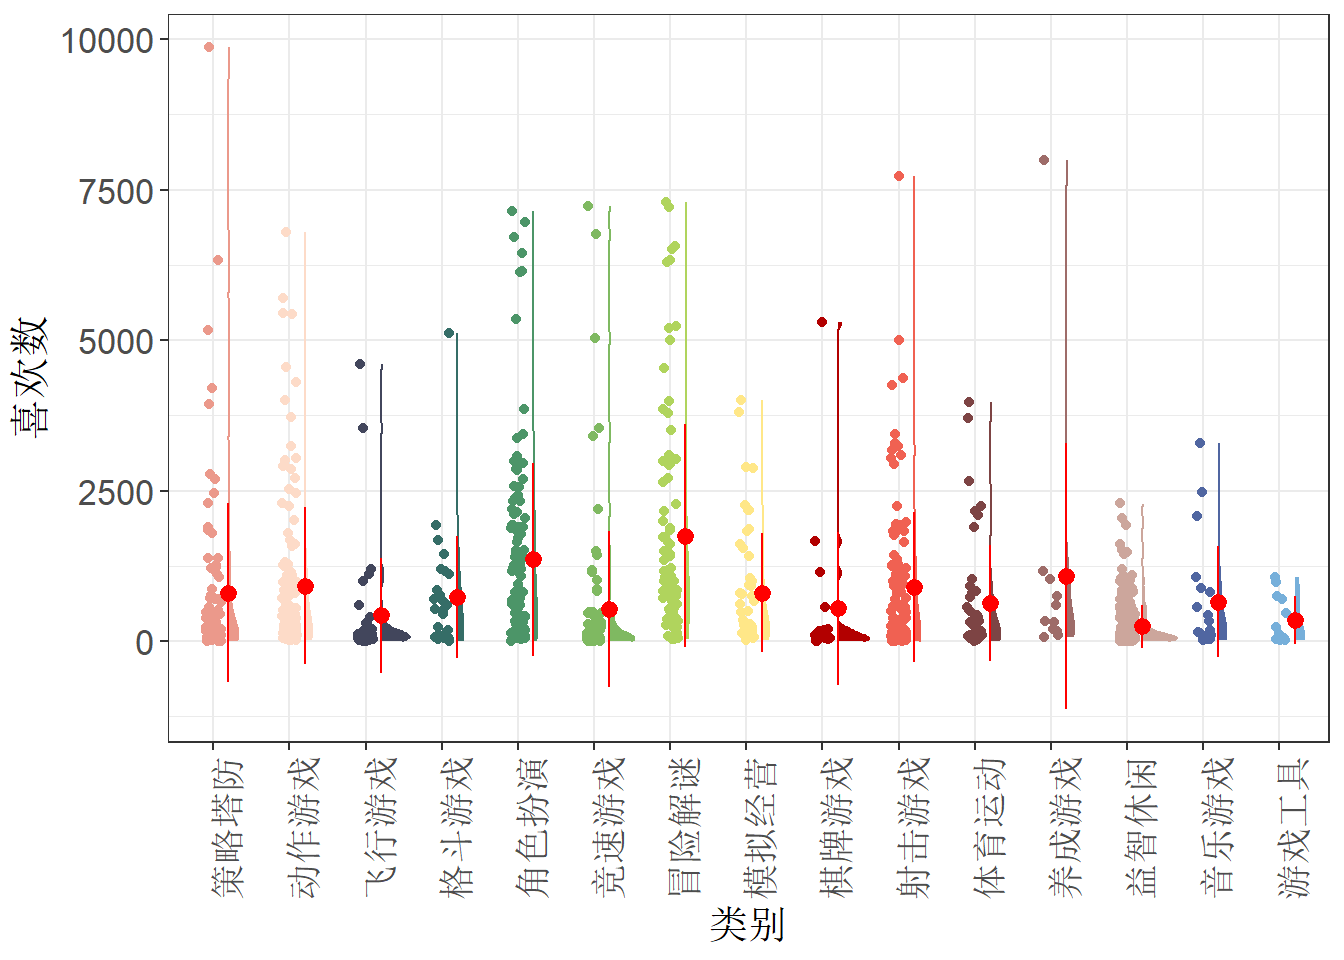 10000
7500
5000
2500
0
喜欢数
策略塔防
动作游戏
飞行游戏
格斗游戏
角色扮演
竞速游戏
冒险解谜
模拟经营
棋牌游戏
射击游戏
体育运动
养成游戏
益智休闲
音乐游戏
游戏工具
类别